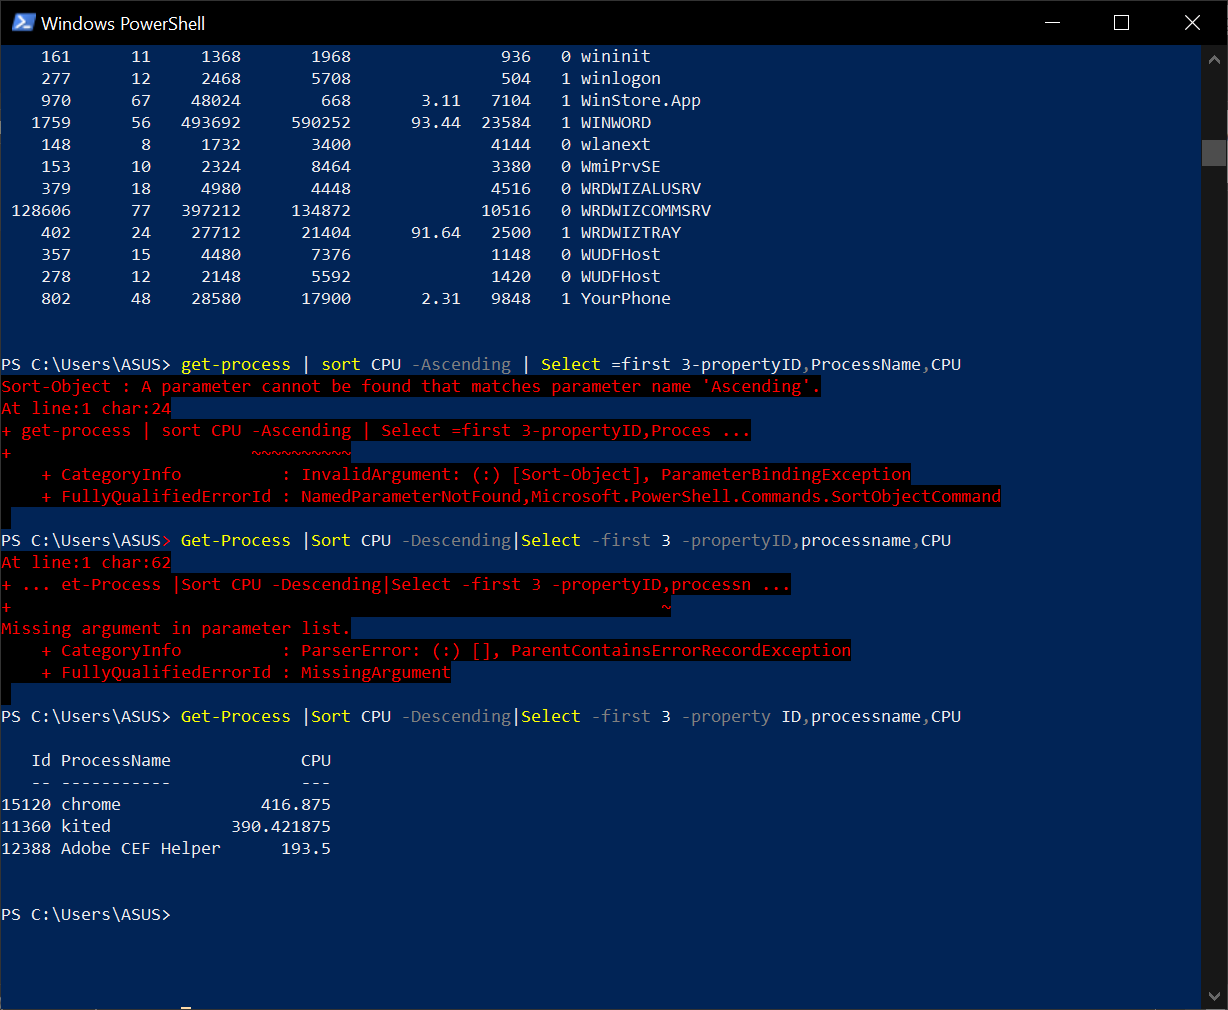 Windows PowerShell
161 11 1368 1968 936 0 wininit
277 12 2468 5708 504 1 winlogon
970 67 48024 668 3.11 7104 1 WinStore.App
1759 56 493692 590252 93.44 23584 1 WINWORD
148 8 1732 3400 4144 0 wlanext
153 10 2324 8464 3380 0 WmiPrvSE
379 18 4980 4448 4516 0 WRDWIZALUSRV
128606 77 397212 134872 10516 0 WRDWIZCOMMSRV
402 24 27712 21404 91.64 2500 1 WRDWIZTRAY
357 15 4480 7376 1148 0 WUDFHost
278 12 2148 5592 1420 0 WUDFHost
802 48 28580 17900 2.31 9848 1 YourPhone
PS C:\Users\ASUS> get-process | sort CPU -Ascending | Select =first 3-propertyID,ProcessName,CPU
Sort-Object : A parameter cannot be found that matches parameter name 'Ascending'.
At line:1 char:24
+ get-process | sort CPU -Ascending | Select =first 3-propertyID,Proces ...
+ ~~~~~~~~~~
+ CategoryInfo : InvalidArgument: (:) [Sort-Object], ParameterBindingException
+ FullyQualifiedErrorId : NamedParameterNotFound,Microsoft.PowerShell.Commands.SortObjectCommand
PS C:\Users\ASUS> Get-Process |Sort CPU -Descending|Select -first 3 -propertyID,processname,CPU
At line:1 char:62
+ ... et-Process |Sort CPU -Descending|Select -first 3 -propertyID,processn ...
+ ~
Missing argument in parameter list.
+ CategoryInfo : ParserError: (:) [], ParentContainsErrorRecordException
+ FullyQualifiedErrorId : MissingArgument
PS C:\Users\ASUS> Get-Process |Sort CPU -Descending|Select -first 3 -property ID,processname,CPU
Id ProcessName CPU
-- ----------- ---
15120 chrome 416.875
11360 kited 390.421875
12388 Adobe CEF Helper 193.5
PS C:\Users\ASUS>